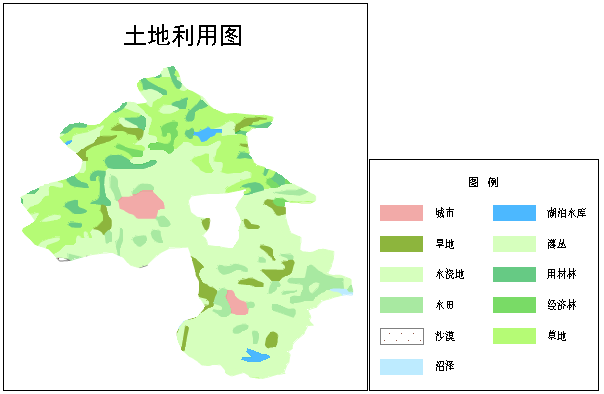 土地利用图
图 例
城市
旱地
水浇地
水田
沙漠
沼泽
湖泊水库
灌丛
用材林
经济林
草地